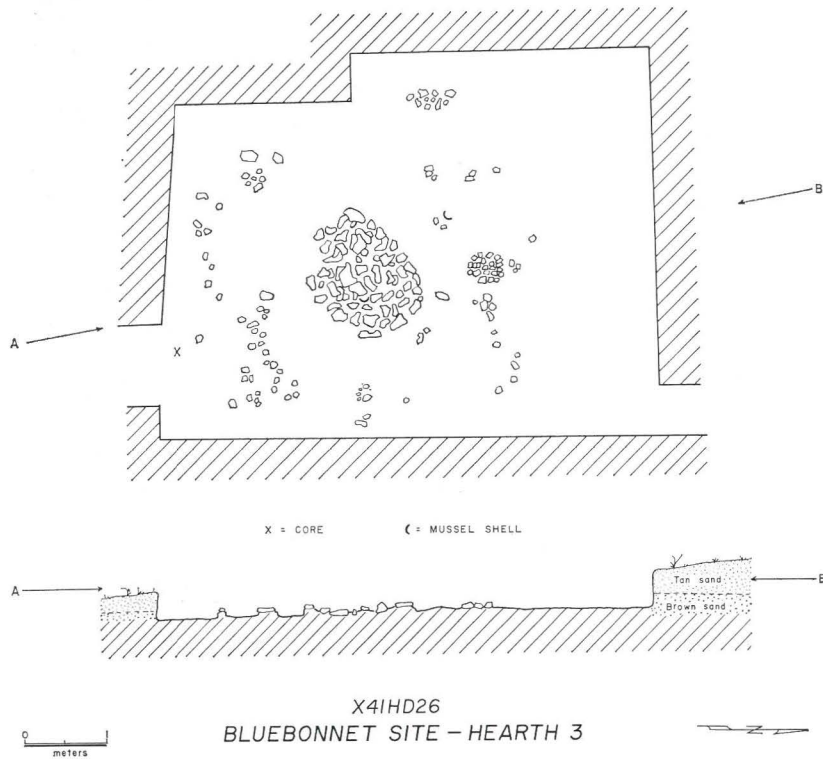 B
A
X
X = CORE
( = MUSSEL SHELL
A
Tan sand
B
Brown sand
X41HD26
BLUEBONNET SITE - HEARTH 3
0 1
meters
N